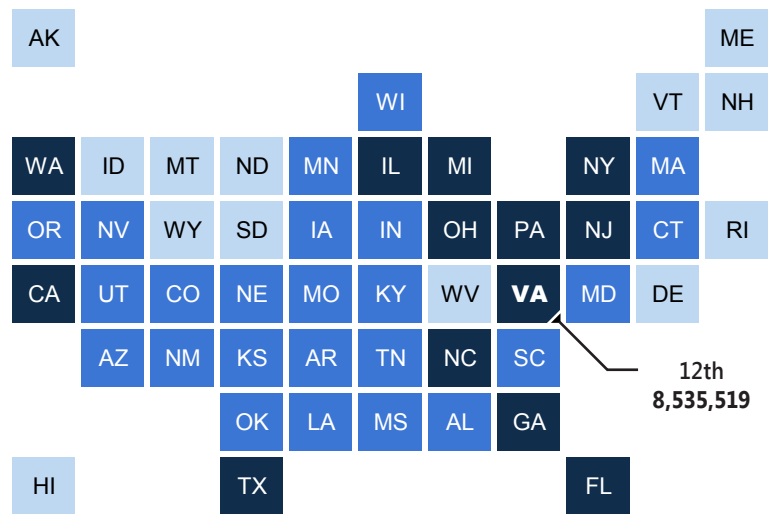 AK ME
WI VT NH
WA ID MT ND MN IL MI NY MA
OR NV WY SD IA IN OH PA NJ CT RI
CA UT CO NE MO KY WV VA MD DE
AZ NM KS AR TN NC SC
12th
8,535,519
OK LA MS AL GA
HI TX FL